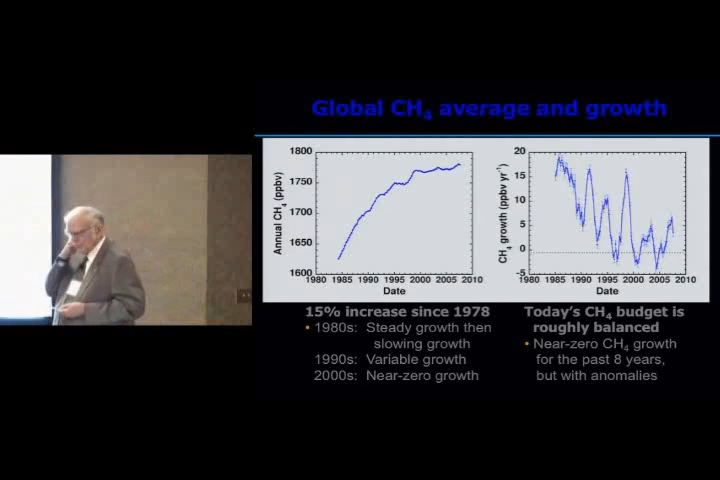 Global CH₄ average and growth
1800
1750
1700
1650
1600
Annual CH₄ (ppbv)
1980 1985 1990 1995 2000 2005 2010
Date
20
15
10
5
0
-5
CH₄ growth (ppbv yr⁻¹)
1980 1985 1990 1995 2000 2005 2010
Date
15% increase since 1978
• 1980s: Steady growth then
slowing growth
1990s: Variable growth
2000s: Near-zero growth
Today's CH₄ budget is
roughly balanced
• Near-zero CH₄ growth
for the past 8 years,
but with anomalies